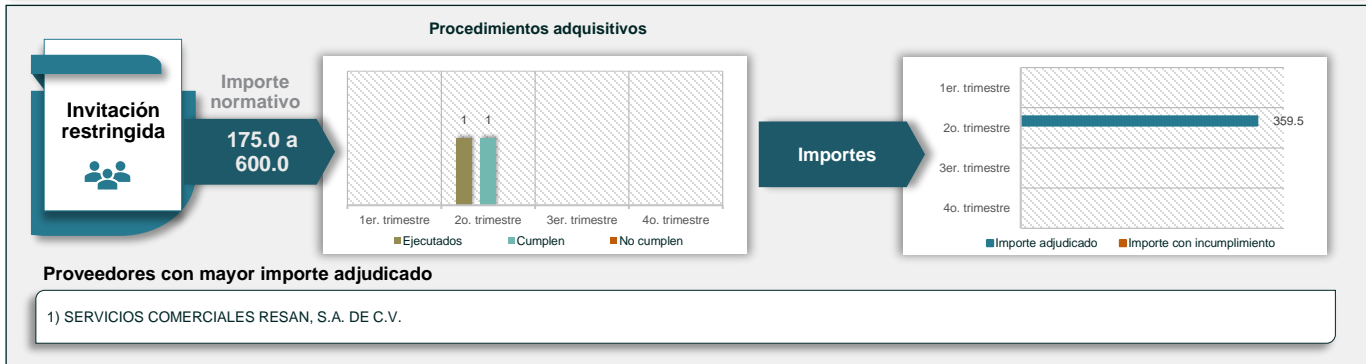 Procedimientos adquisitivos
Invitación
restringida
Importe
normativo
175.0 a
600.0
1 1
1er. trimestre 2o. trimestre 3er. trimestre 4o. trimestre
Ejecutados Cumplen No cumplen
Importes
1er. trimestre
2o. trimestre 359.5
3er. trimestre
4o. trimestre
Importe adjudicado Importe con incumplimiento
Proveedores con mayor importe adjudicado
1) SERVICIOS COMERCIALES RESAN, S.A. DE C.V.